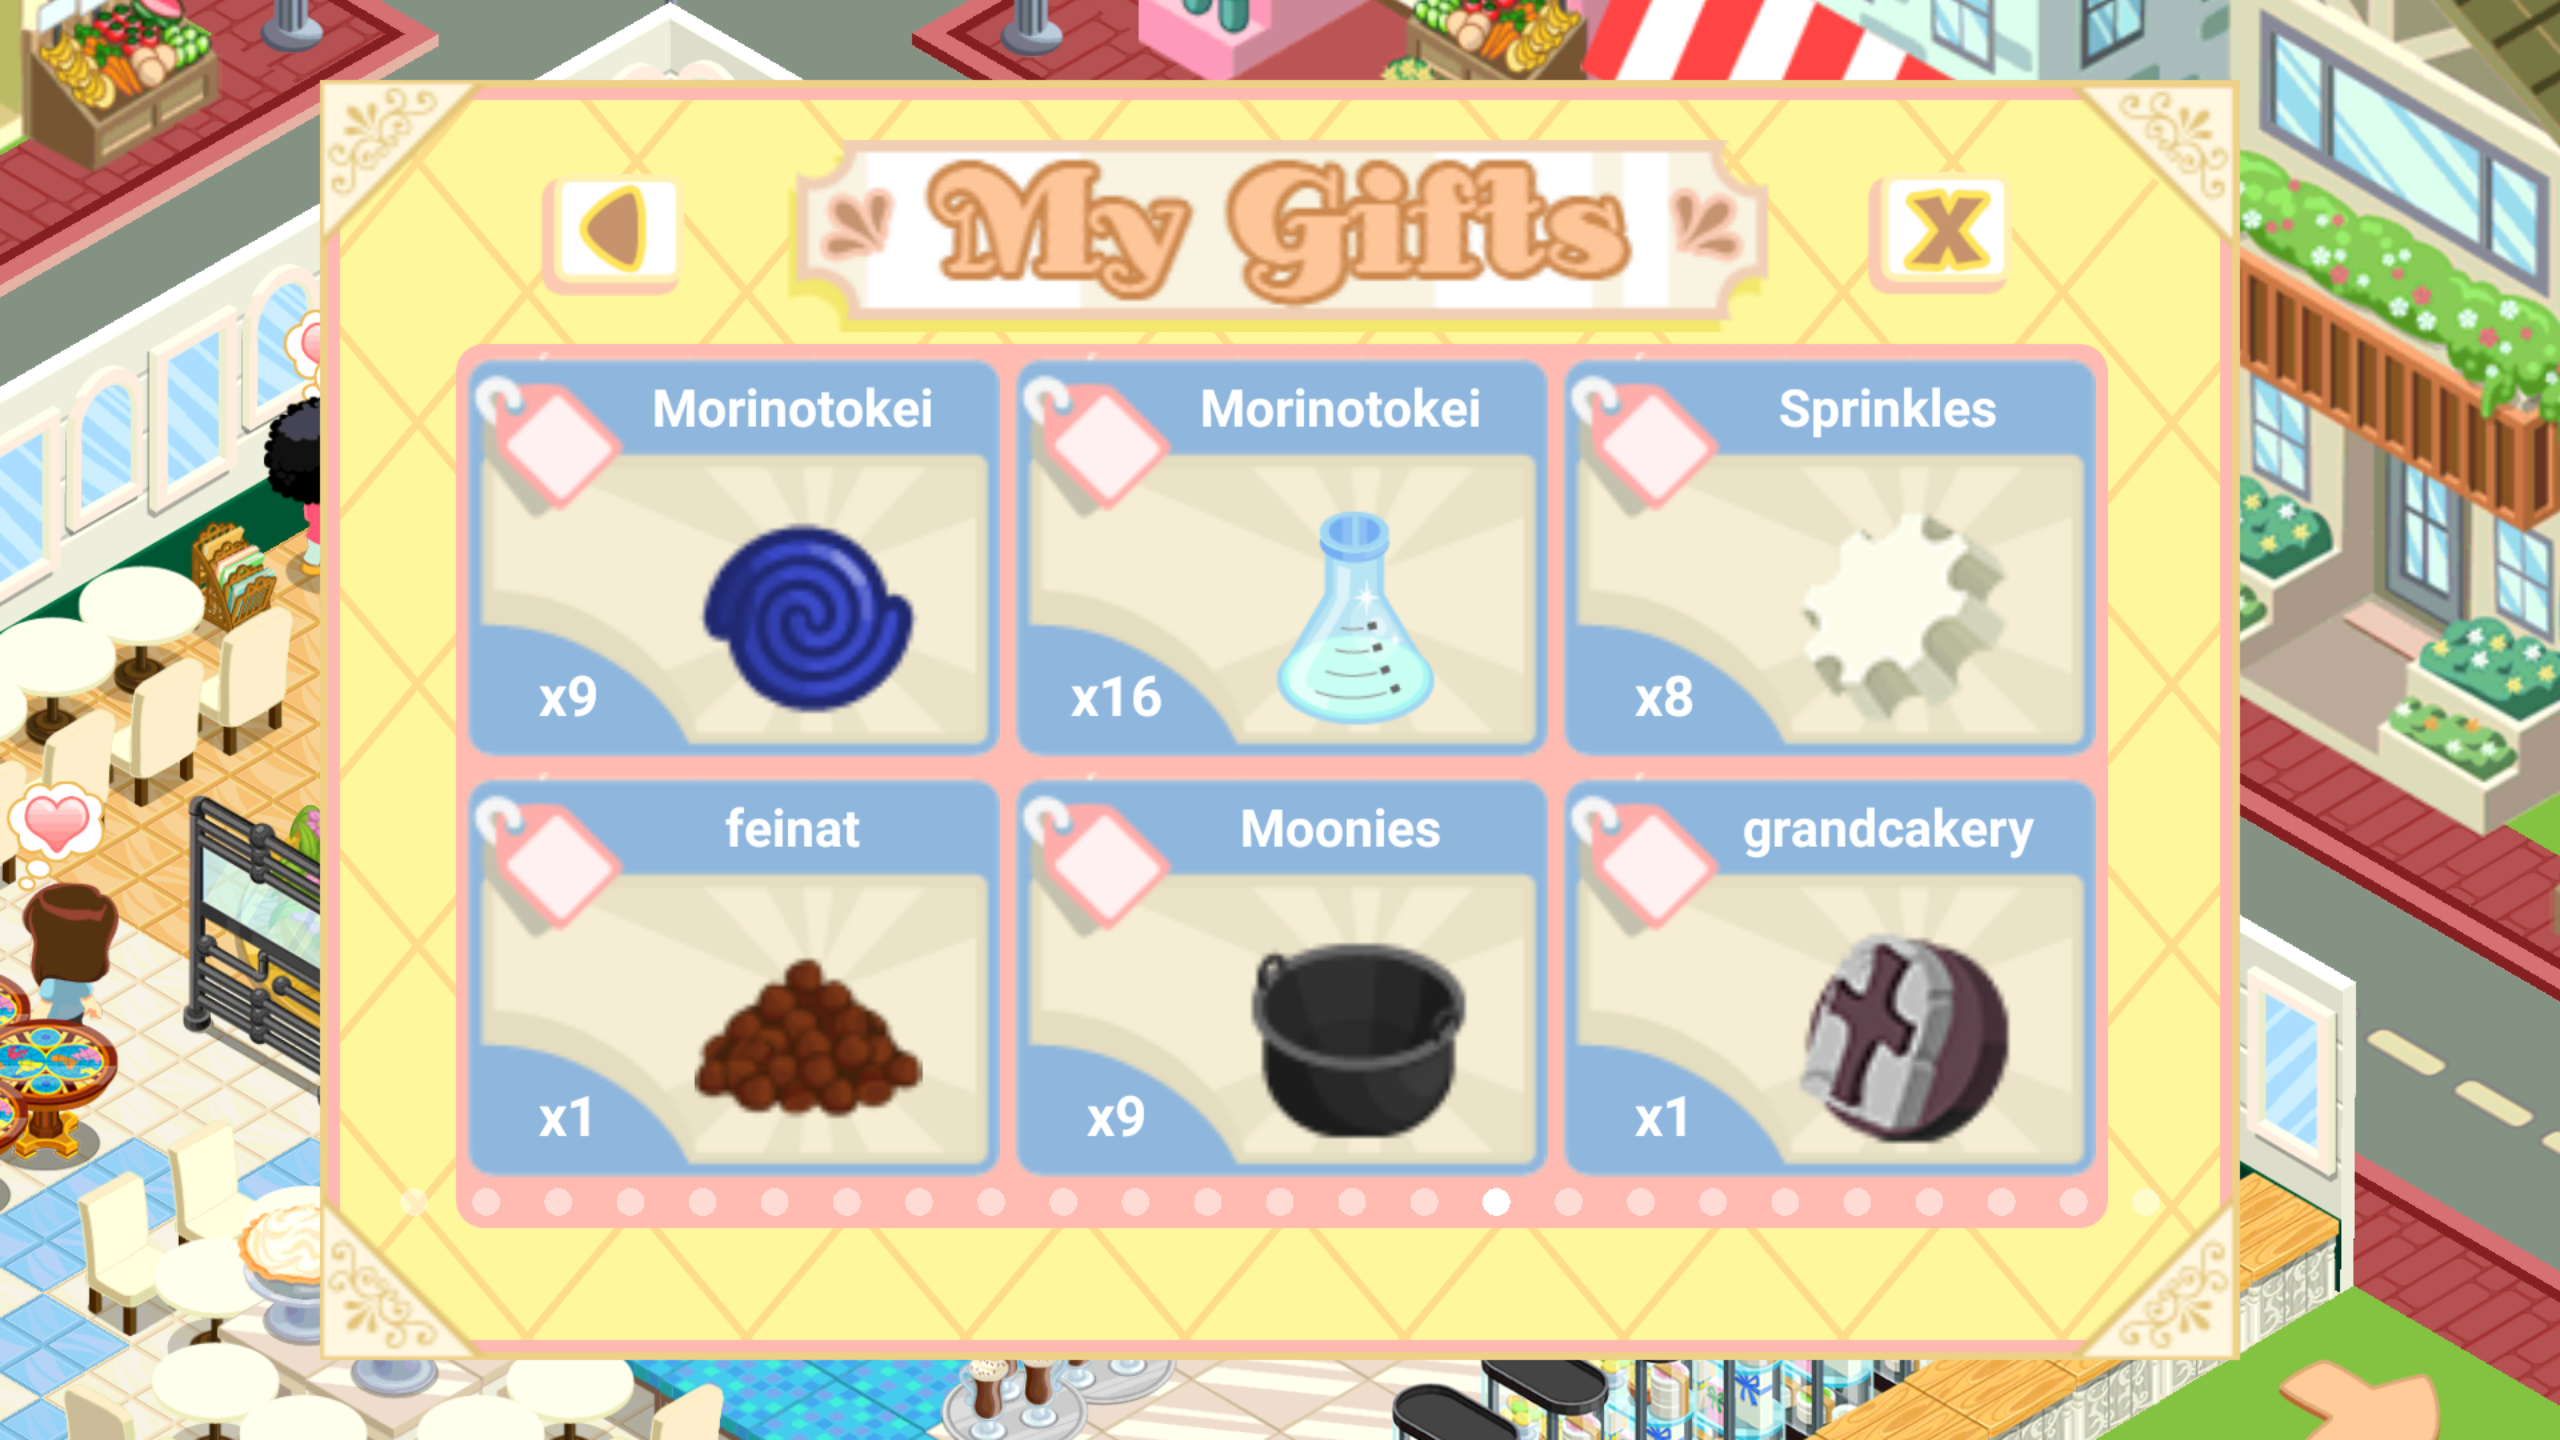 My Gifts
X
Morinotokei
x9
Morinotokei
x16
Sprinkles
x8
feinat
x1
Moonies
x9
grandcakery
x1